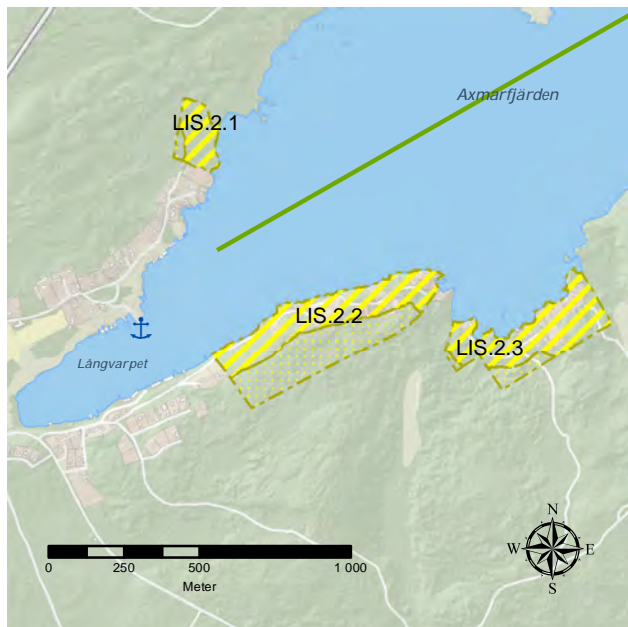 Axmarfjärden
LIS.2.1
LIS.2.2
LIS.2.3
Långvarpet
N
W E
S
0 250 500 1 000
Meter